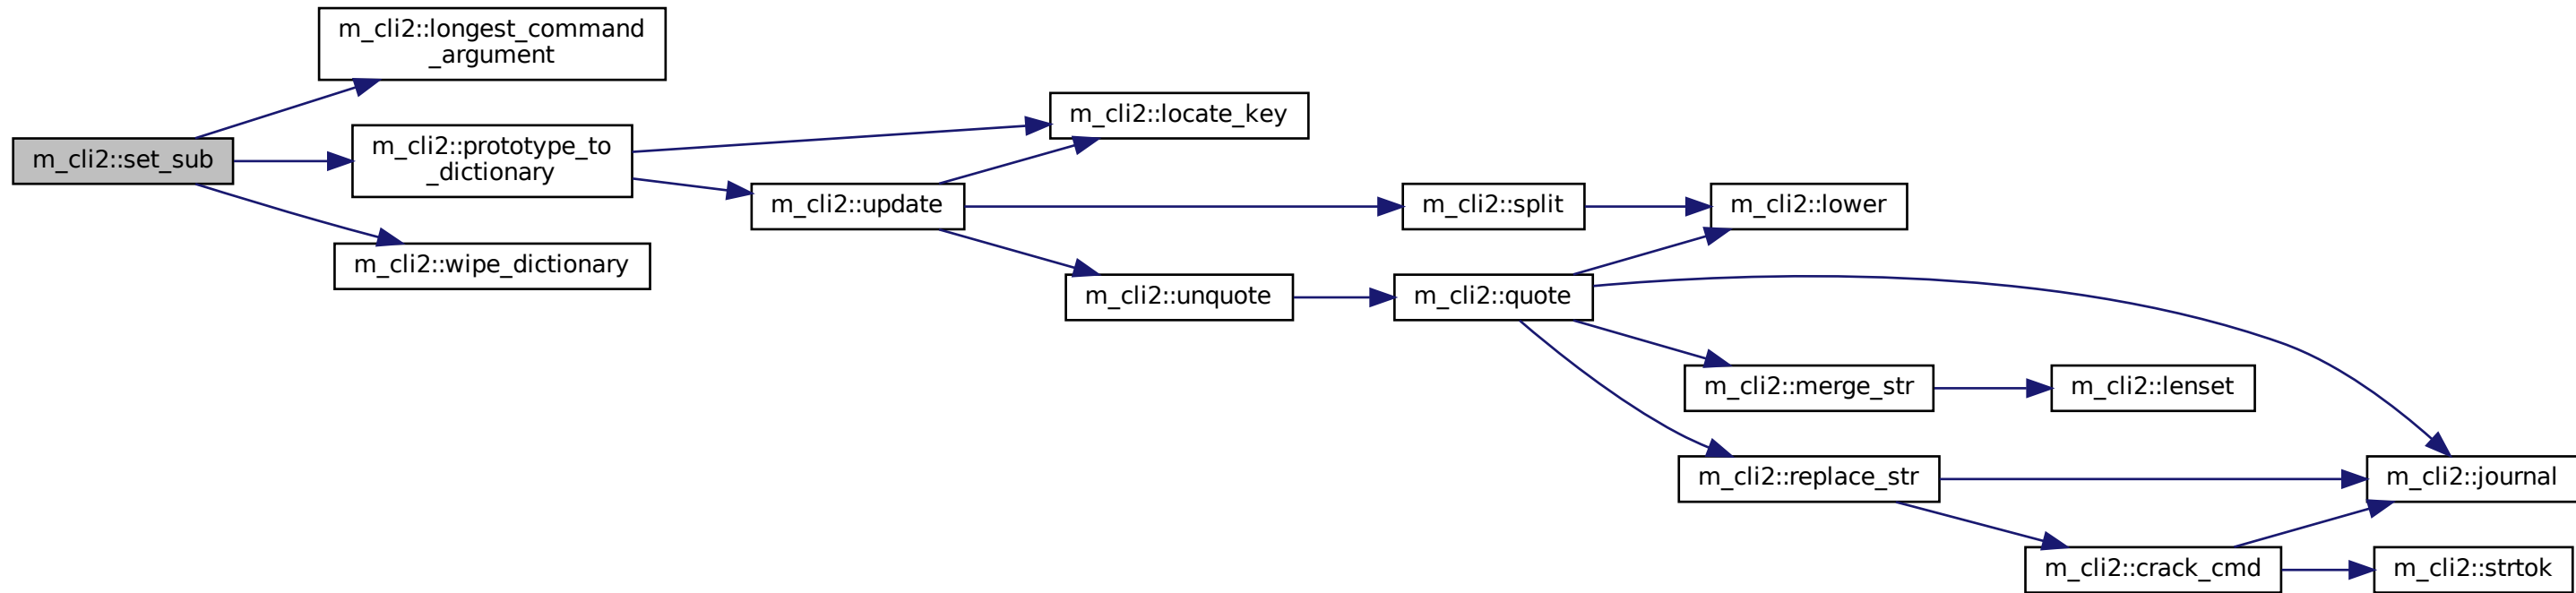 m_cli2::longest_command
_argument
m_cli2::set_sub
m_cli2::prototype_to
_dictionary
m_cli2::wipe_dictionary
m_cli2::locate_key
m_cli2::update
m_cli2::split
m_cli2::lower
m_cli2::unquote
m_cli2::quote
m_cli2::merge_str
m_cli2::lenset
m_cli2::replace_str
m_cli2::journal
m_cli2::crack_cmd
m_cli2::strtok